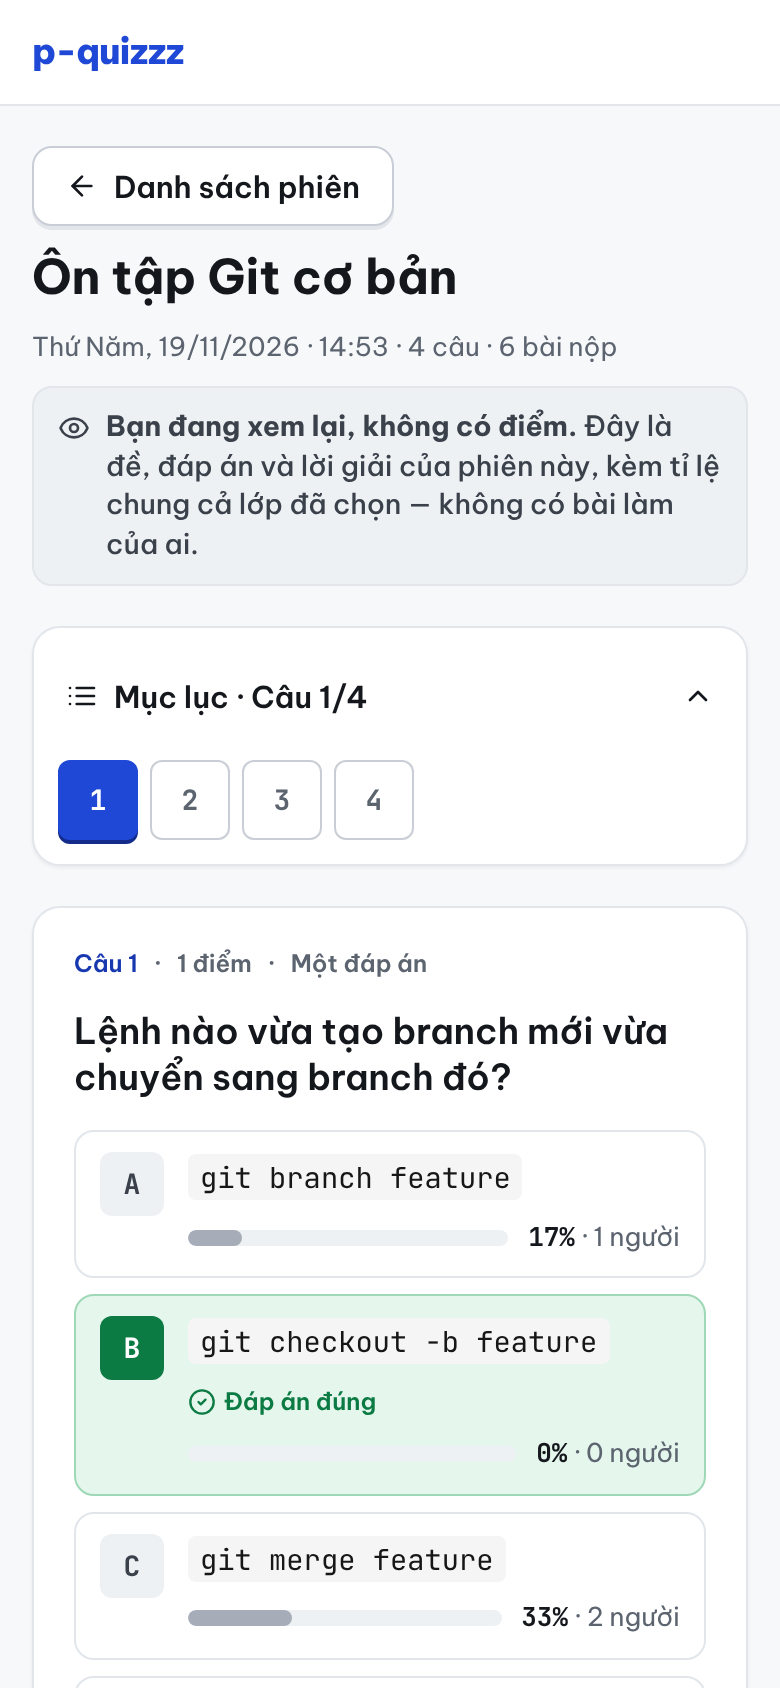 p-quizzz
Danh sách phiên
Ôn tập Git cơ bản
Thứ Năm, 19/11/2026 · 14:53 · 4 câu · 6 bài nộp
Bạn đang xem lại, không có điểm. Đây là
đề, đáp án và lời giải của phiên này, kèm tỉ lệ
chung cả lớp đã chọn — không có bài làm
của ai.
Mục lục · Câu 1/4
1 2 3 4
Câu 1 · 1 điểm · Một đáp án
Lệnh nào vừa tạo branch mới vừa
chuyển sang branch đó?
A git branch feature
17% · 1 người
B git checkout -b feature
Đáp án đúng
0% · 0 người
C git merge feature
33% · 2 người